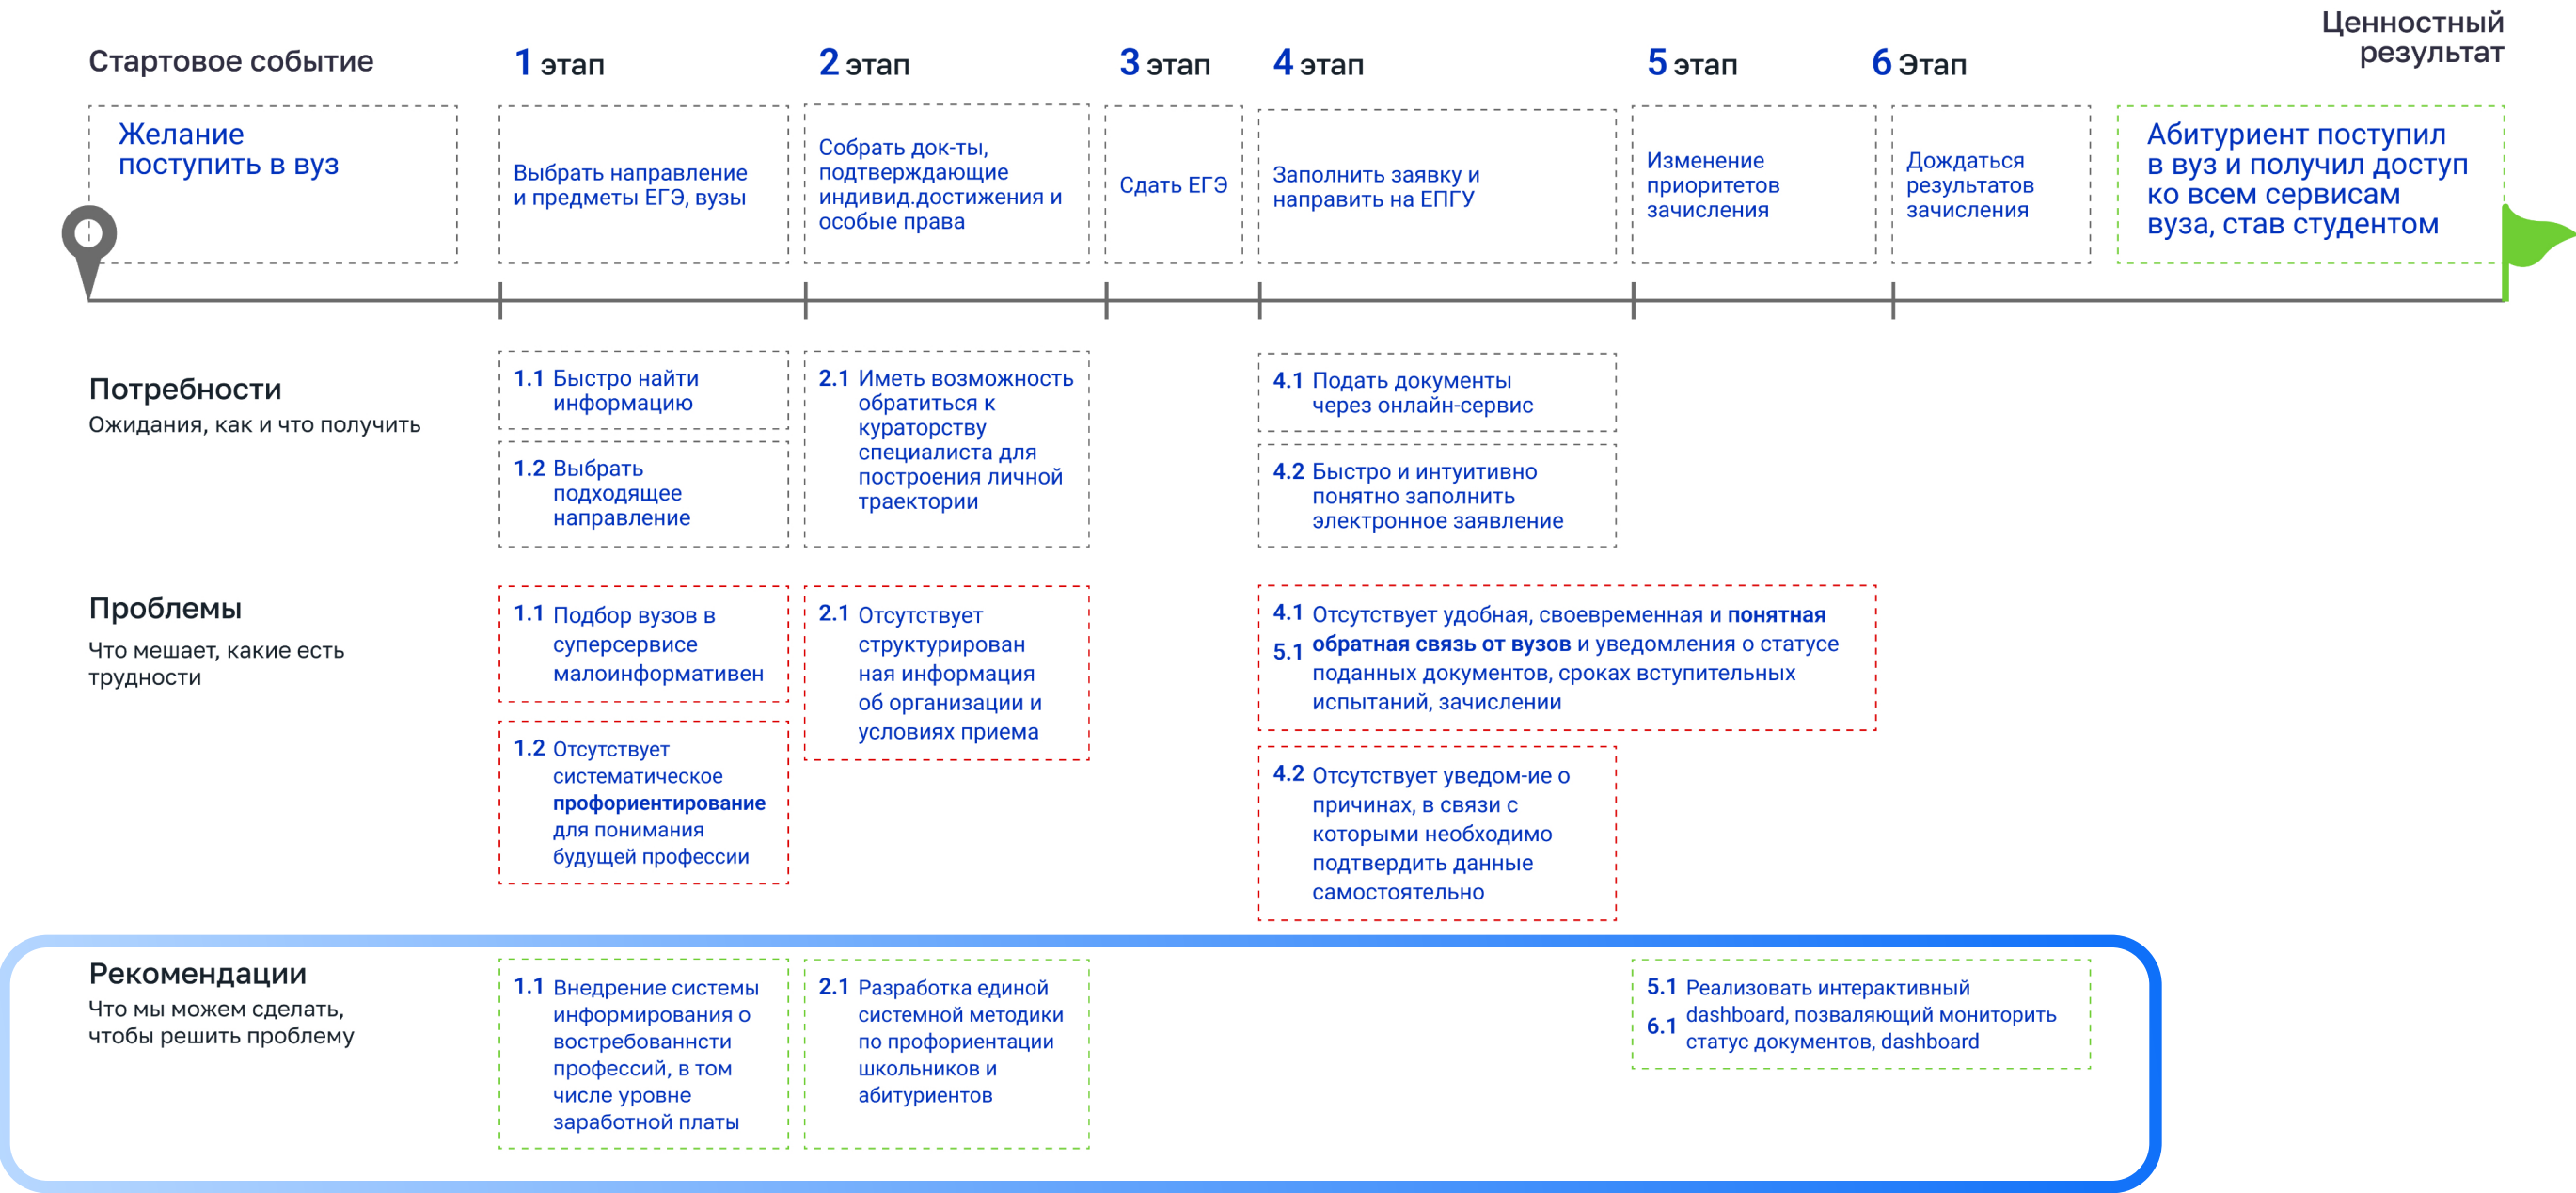 Стартовое событие
1 этап
2 этап
3 этап
4 этап
5 этап
6 Этап
Ценностный
результат
Желание
поступить в вуз
Выбрать направление
и предметы ЕГЭ, вузы
Собрать док-ты,
подтверждающие
индивид.достижения и
особые права
Сдать ЕГЭ
Заполнить заявку и
направить на ЕПГУ
Изменение
приоритетов
зачисления
Дождаться
результатов
зачисления
Абитуриент поступил
в вуз и получил доступ
ко всем сервисам
вуза, став студентом
Потребности
Ожидания, как и что получить
1.1 Быстро найти
информацию
1.2 Выбрать
подходящее
направление
2.1 Иметь возможность
обратиться к
кураторству
специалиста для
построения личной
траектории
4.1 Подать документы
через онлайн-сервис
4.2 Быстро и интуитивно
понятно заполнить
электронное заявление
Проблемы
Что мешает, какие есть
трудности
1.1 Подбор вузов в
суперсервисе
малоинформативен
1.2 Отсутствует
систематическое
профориентирование
для понимания
будущей профессии
2.1 Отсутствует
структурирован
ная информация
об организации и
условиях приема
4.1 Отсутствует удобная, своевременная и понятная
5.1 обратная связь от вузов и уведомления о статусе
поданных документов, сроках вступительных
испытаний, зачислении
4.2 Отсутствует уведом-ие о
причинах, в связи с
которыми необходимо
подтвердить данные
самостоятельно
Рекомендации
Что мы можем сделать,
чтобы решить проблему
1.1 Внедрение системы
информирования о
востребованнсти
профессий, в том
числе уровне
заработной платы
2.1 Разработка единой
системной методики
по профориентации
школьников и
абитуриентов
5.1 Реализовать интерактивный
6.1 dashboard, позваляющий мониторить
статус документов, dashboard